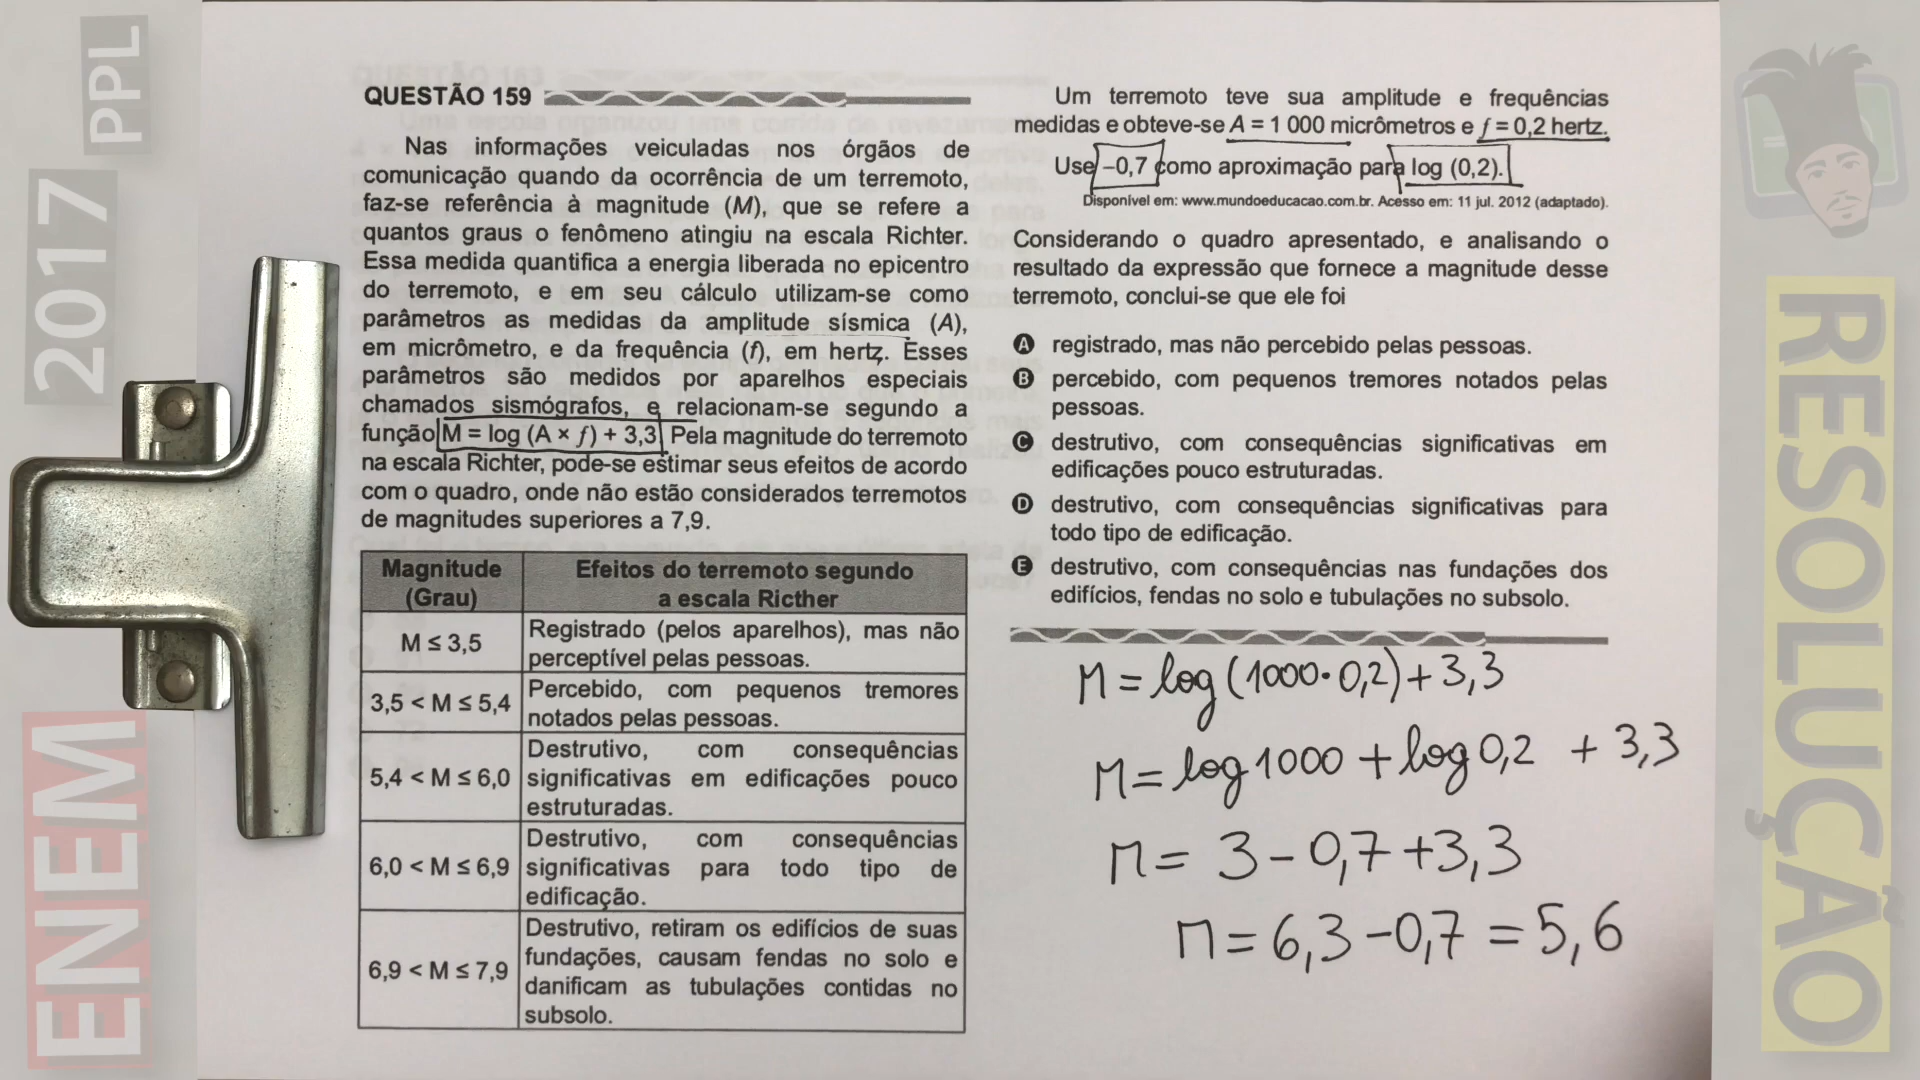 2017 PPL
ENEM
QUESTÃO 159
Nas informações veiculadas nos órgãos de
comunicação quando da ocorrência de um terremoto,
faz-se referência à magnitude (M), que se refere a
quantos graus o fenômeno atingiu na escala Richter.
Essa medida quantifica a energia liberada no epicentro
do terremoto, e em seu cálculo utilizam-se como
parâmetros as medidas da amplitude sísmica (A),
em micrômetro, e da frequência (f), em hertz. Esses
parâmetros são medidos por aparelhos especiais
chamados sismógrafos, e relacionam-se segundo a
função M = log (A × f) + 3,3. Pela magnitude do terremoto
na escala Richter, pode-se estimar seus efeitos de acordo
com o quadro, onde não estão considerados terremotos
de magnitudes superiores a 7,9.
Magnitude
(Grau)
Efeitos do terremoto segundo
a escala Ricther
M ≤ 3,5
Registrado (pelos aparelhos), mas não
perceptível pelas pessoas.
3,5 < M ≤ 5,4
Percebido, com pequenos tremores
notados pelas pessoas.
5,4 < M ≤ 6,0
Destrutivo, com consequências
significativas em edificações pouco
estruturadas.
6,0 < M ≤ 6,9
Destrutivo, com consequências
significativas para todo tipo de
edificação.
6,9 < M ≤ 7,9
Destrutivo, retiram os edifícios de suas
fundações, causam fendas no solo e
danificam as tubulações contidas no
subsolo.
Um terremoto teve sua amplitude e frequências
medidas e obteve-se A = 1 000 micrômetros e f = 0,2 hertz.
Use −0,7 como aproximação para log (0,2).
Disponível em: www.mundoeducacao.com.br. Acesso em: 11 jul. 2012 (adaptado).
Considerando o quadro apresentado, e analisando o
resultado da expressão que fornece a magnitude desse
terremoto, conclui-se que ele foi
A registrado, mas não percebido pelas pessoas.
B percebido, com pequenos tremores notados pelas
pessoas.
C destrutivo, com consequências significativas em
edificações pouco estruturadas.
D destrutivo, com consequências significativas para
todo tipo de edificação.
E destrutivo, com consequências nas fundações dos
edifícios, fendas no solo e tubulações no subsolo.
M = log (1000 · 0,2) + 3,3
M = log 1000 + log 0,2 + 3,3
M = 3 - 0,7 + 3,3
M = 6,3 - 0,7 = 5,6
RESOLUÇÃO